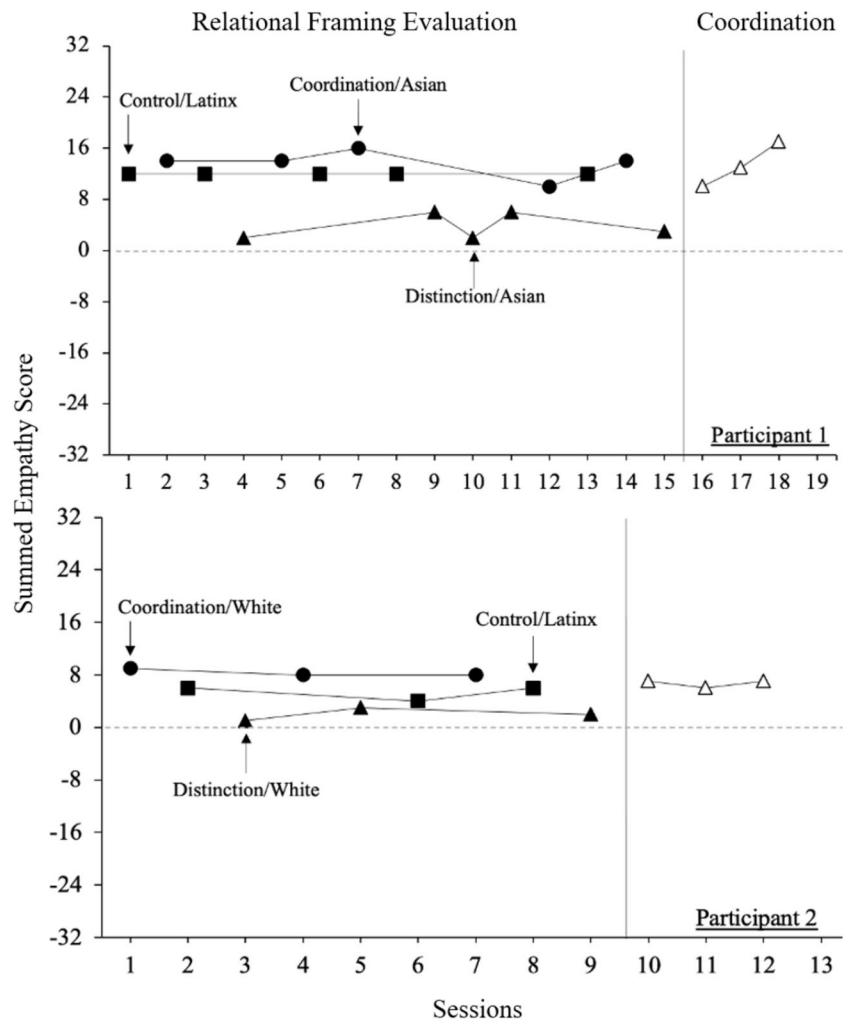 Relational Framing Evaluation
Coordination
Summed Empathy Score
32
24
16
8
0
-8
-16
-24
-32
Control/Latinx
Coordination/Asian
Distinction/Asian
Participant 1
1 2 3 4 5 6 7 8 9 10 11 12 13 14 15 16 17 18 19
32
24
16
8
0
-8
-16
-24
-32
Coordination/White
Control/Latinx
Distinction/White
Participant 2
1 2 3 4 5 6 7 8 9 10 11 12 13
Sessions